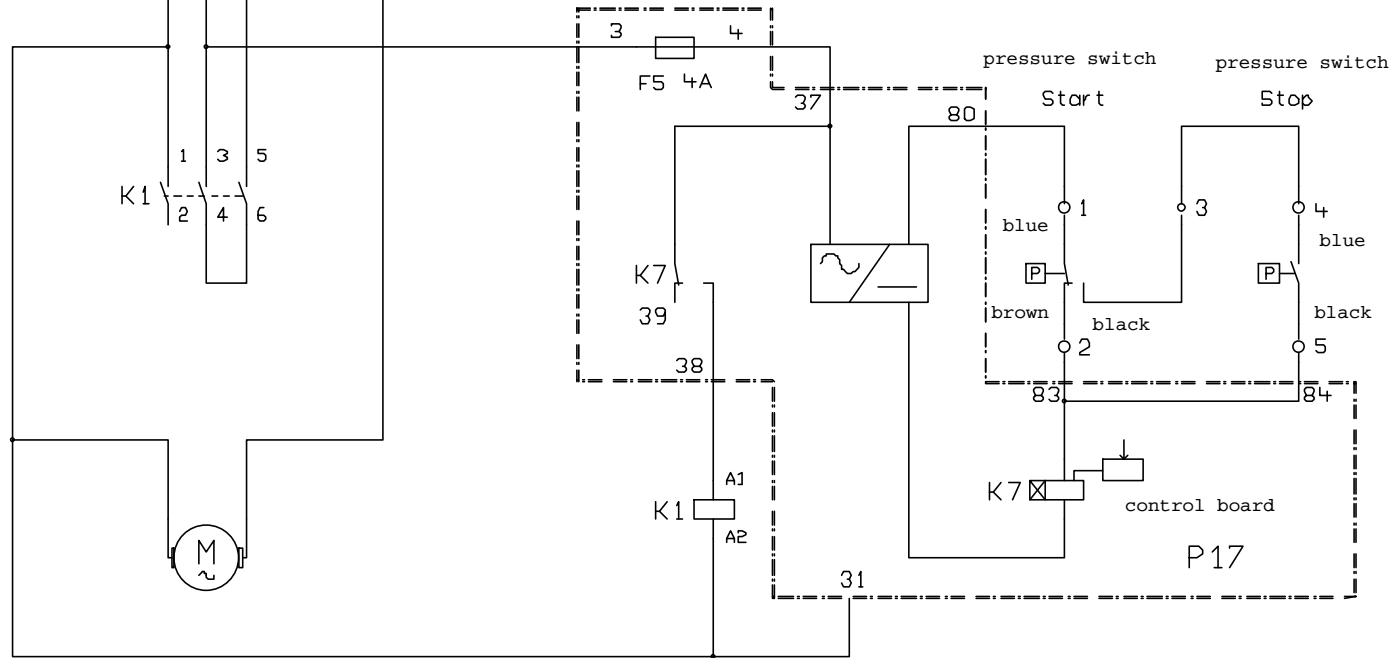 3 4
F5 4A
37
80
pressure switch pressure switch
Start Stop
1 3 5
K1
2 4 6
1 3 4
blue blue
K7
P P
39
brown black black
2 5
38
83 84
A1
K1
A2
K7
control board
M
P17
31